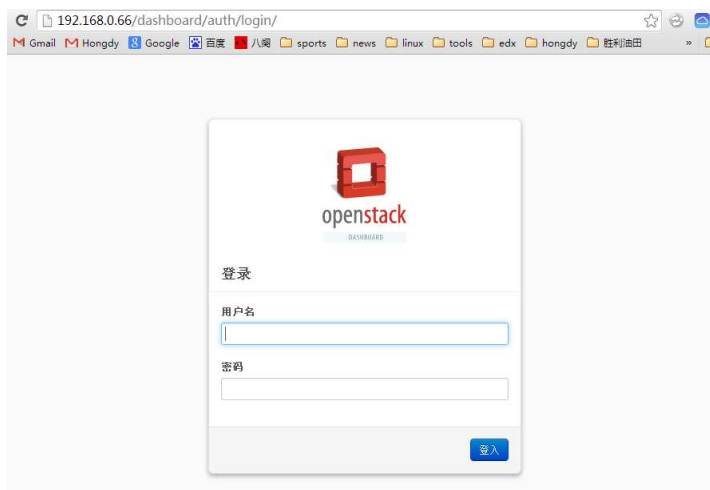 192.168.0.66/dashboard/auth/login/
Gmail Hongdy Google 百度 八阕 sports news linux tools edx hongdy 胜利油田 »
openstack
DASHBOARD
登录
用户名
密码
登入